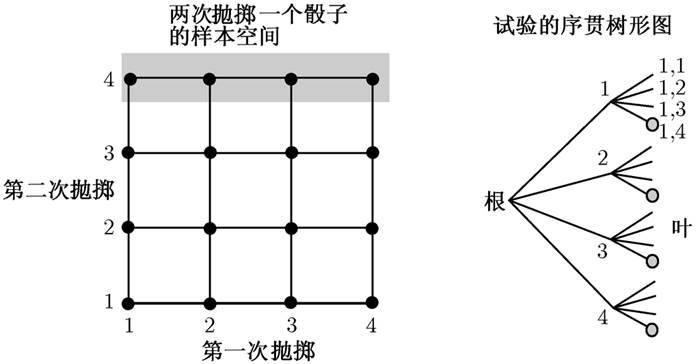 两次抛掷一个骰子
的样本空间
4
3
第二次抛掷
2
1
1 2 3 4
第一次抛掷
试验的序贯树形图
1
1,1
1,2
1,3
1,4
2
根
3
叶
4